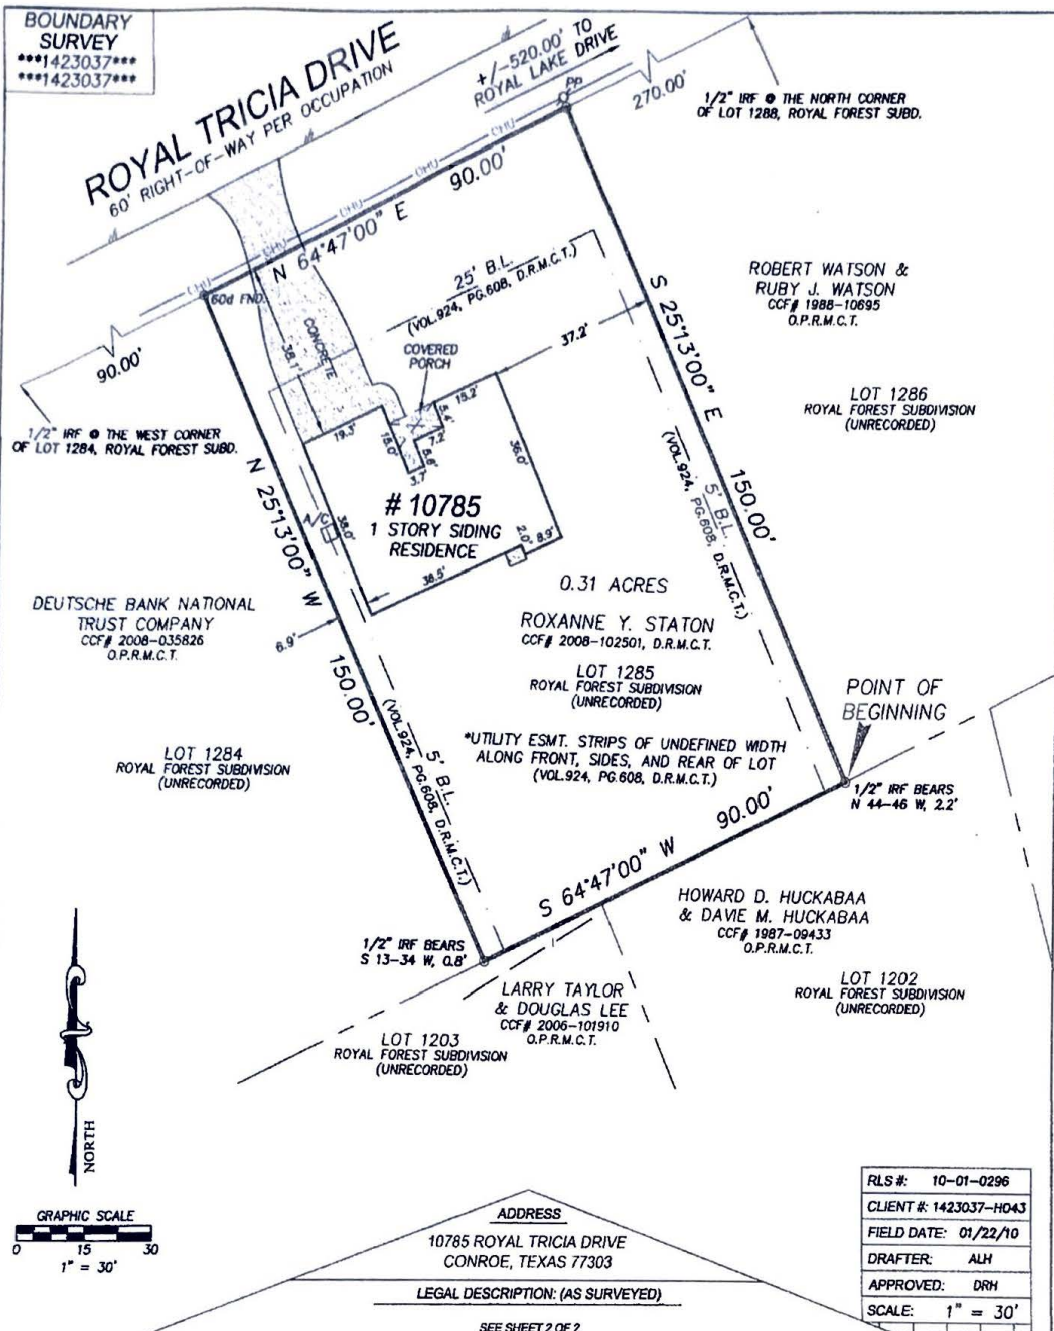 BOUNDARY
SURVEY
***1423037***
***1423037***
ROYAL TRICIA DRIVE
60' RIGHT-OF-WAY PER OCCUPATION
+/-520.00' TO
ROYAL LAKE DRIVE
PP
270.00'
1/2" IRF @ THE NORTH CORNER
OF LOT 1288, ROYAL FOREST SUBD.
OHU
OHU
OHU
OHU
OHU
N 64°47'00" E
90.00'
60d FND.
90.00'
1/2" IRF @ THE WEST CORNER
OF LOT 1284, ROYAL FOREST SUBD.
25' B.L.
(VOL.924, PG.608, D.R.M.C.T.)
CONCRETE
38.1'
COVERED
PORCH
37.2'
S 25°13'00" E
150.00'
5' B.L.
(VOL.924, PG.608, D.R.M.C.T.)
ROBERT WATSON &
RUBY J. WATSON
CCF# 1988-10695
O.P.R.M.C.T.
LOT 1286
ROYAL FOREST SUBDIVISION
(UNRECORDED)
19.3'
16.0'
3.7'
5.6'
7.2'
5.4'
15.2'
36.0'
8.9'
2.0'
38.5'
38.0'
A/C
6.9'
# 10785
1 STORY SIDING
RESIDENCE
N 25°13'00" W
150.00'
5' B.L.
(VOL.924, PG.608, D.R.M.C.T.)
DEUTSCHE BANK NATIONAL
TRUST COMPANY
CCF# 2008-035826
O.P.R.M.C.T.
LOT 1284
ROYAL FOREST SUBDIVISION
(UNRECORDED)
0.31 ACRES
ROXANNE Y. STATON
CCF# 2008-102501, D.R.M.C.T.
LOT 1285
ROYAL FOREST SUBDIVISION
(UNRECORDED)
*UTILITY ESMT. STRIPS OF UNDEFINED WIDTH
ALONG FRONT, SIDES, AND REAR OF LOT
(VOL.924, PG.608, D.R.M.C.T.)
POINT OF
BEGINNING
1/2" IRF BEARS
N 44-46 W, 2.2'
S 64°47'00" W
90.00'
1/2" IRF BEARS
S 13-34 W, 0.8'
HOWARD D. HUCKABAA
& DAVIE M. HUCKABAA
CCF# 1987-09433
O.P.R.M.C.T.
LOT 1202
ROYAL FOREST SUBDIVISION
(UNRECORDED)
LARRY TAYLOR
& DOUGLAS LEE
CCF# 2006-101910
O.P.R.M.C.T.
LOT 1203
ROYAL FOREST SUBDIVISION
(UNRECORDED)
NORTH
GRAPHIC SCALE
0 15 30
1" = 30'
ADDRESS
10785 ROYAL TRICIA DRIVE
CONROE, TEXAS 77303
LEGAL DESCRIPTION: (AS SURVEYED)
SEE SHEET 2 OF 2
RLS #: 10-01-0296
CLIENT #: 1423037-H043
FIELD DATE: 01/22/10
DRAFTER: ALH
APPROVED: DRH
SCALE: 1" = 30'